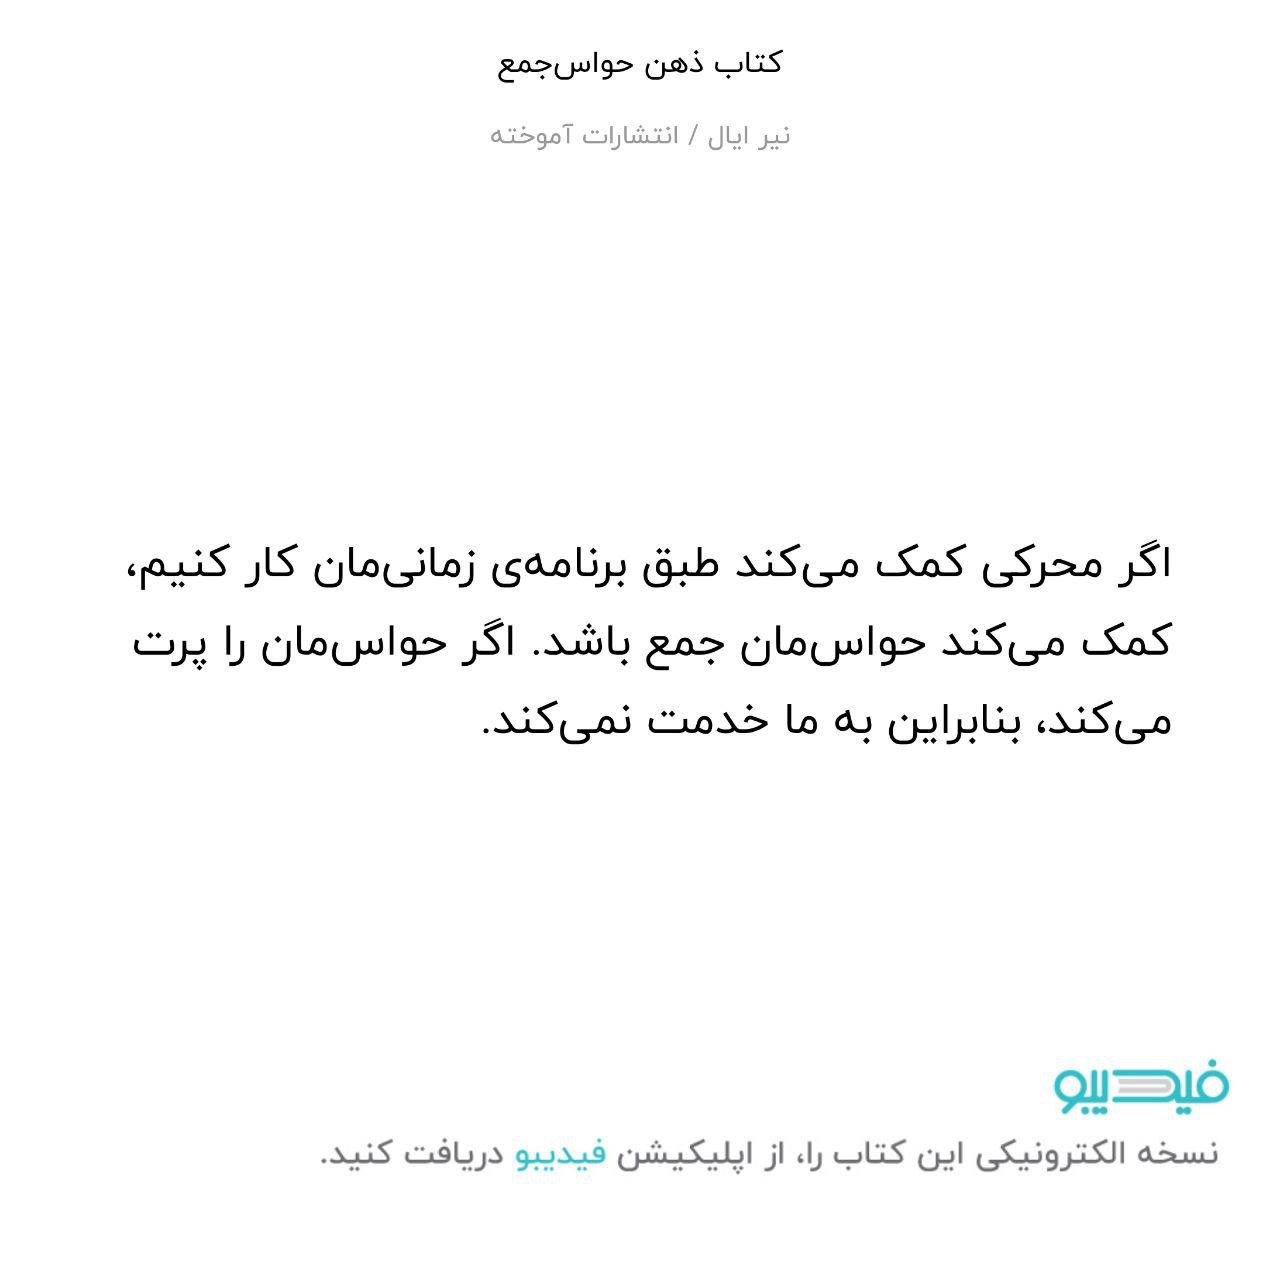 کتاب ذهن حواس‌جمع
نیر ایال / انتشارات آموخته
اگر محرکی کمک می‌کند طبق برنامه‌ی زمانی‌مان کار کنیم،
کمک می‌کند حواس‌مان جمع باشد. اگر حواس‌مان را پرت
می‌کند، بنابراین به ما خدمت نمی‌کند.
فیدیبو
نسخه الکترونیکی این کتاب را، از اپلیکیشن فیدیبو دریافت کنید.